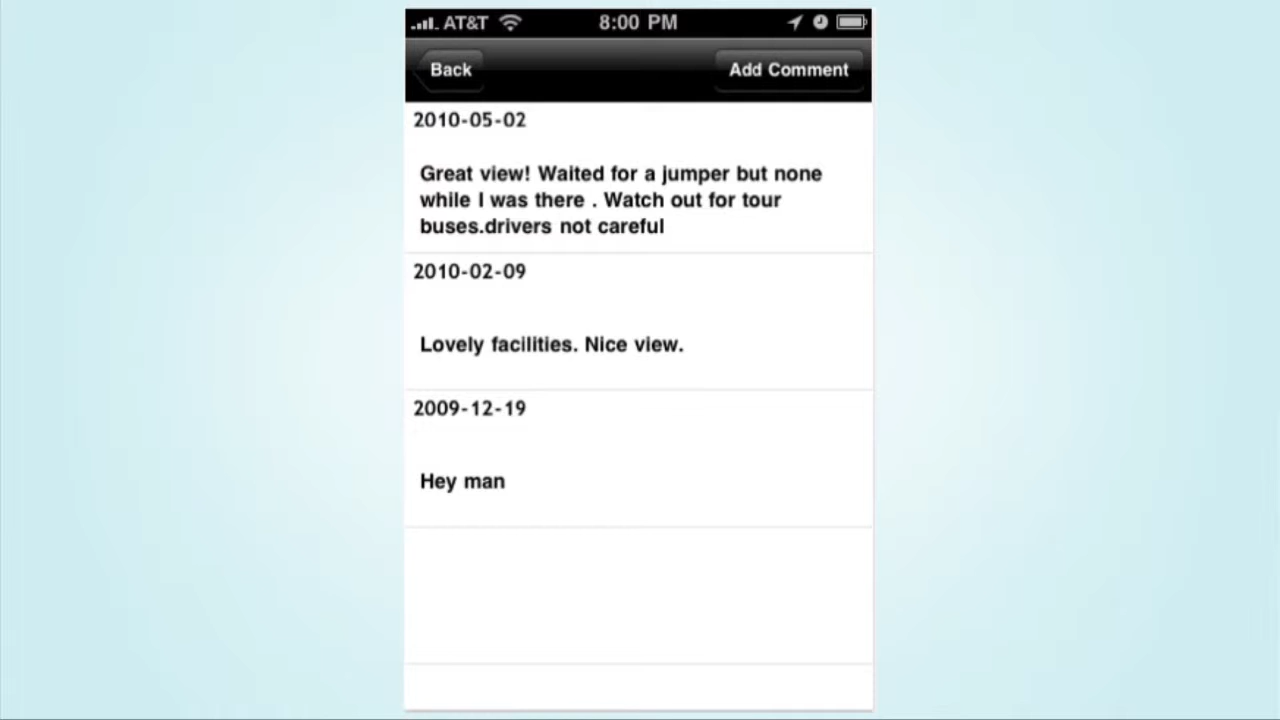 AT&T 8:00 PM
Back Add Comment
2010-05-02
Great view! Waited for a jumper but none
while I was there . Watch out for tour
buses.drivers not careful
2010-02-09
Lovely facilities. Nice view.
2009-12-19
Hey man